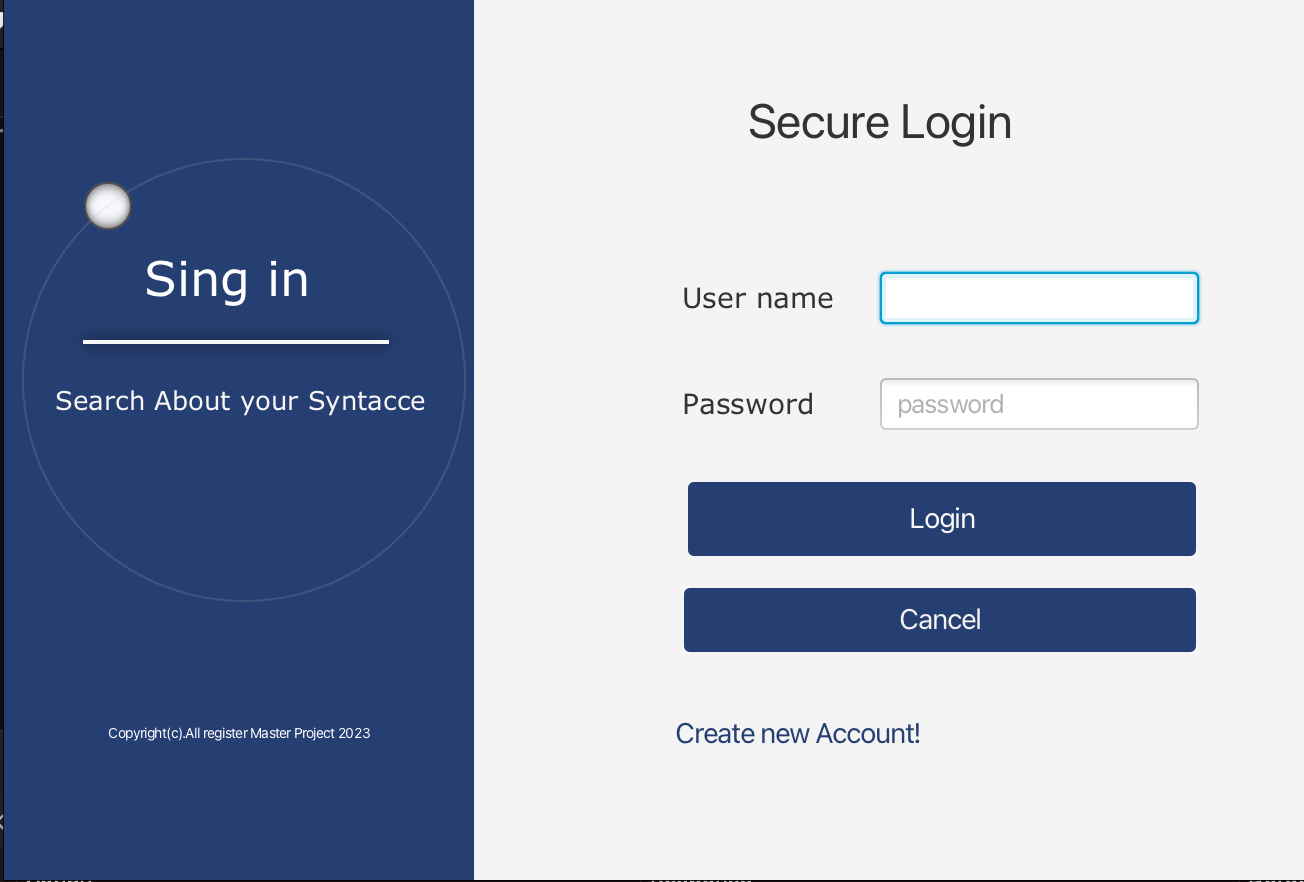 Sing in
Search About your Syntacce
Copyright(c).All register Master Project 2023
Secure Login
User name
Password
password
Login
Cancel
Create new Account!